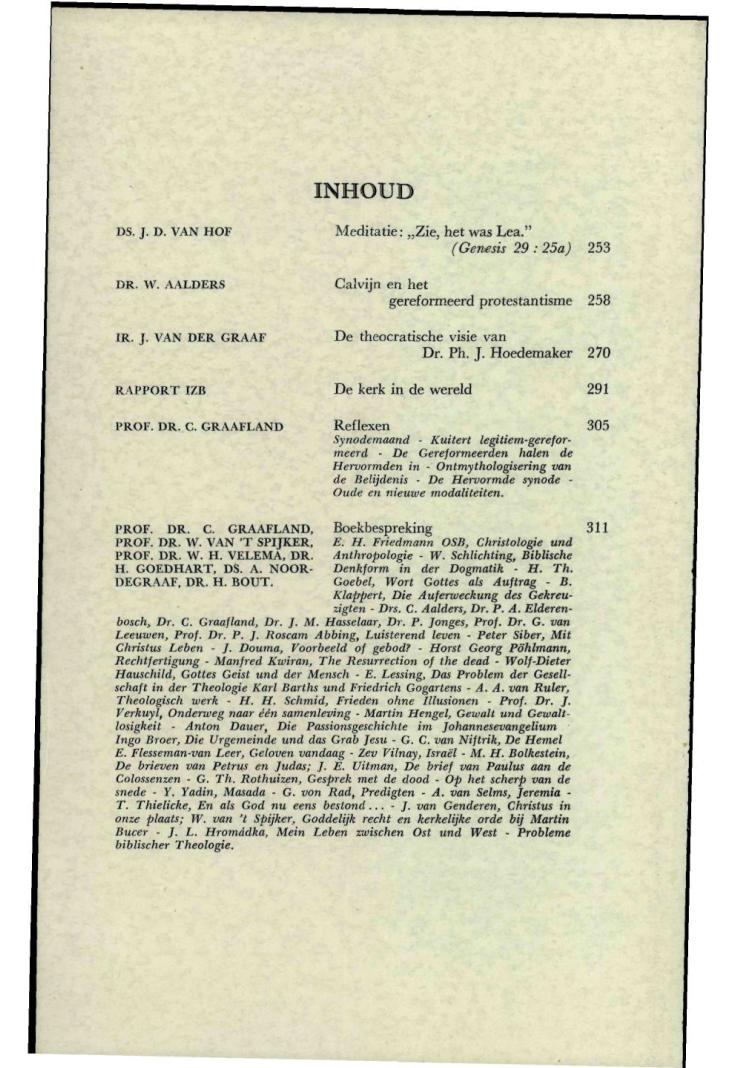 INHOUD
DS. J. D. VAN HOF Meditatie: „Zie, het was Lea.”
(Genesis 29 : 25a) 253
DR. W. AALDERS Calvijn en het
gereformeerd protestantisme 258
IR. J. VAN DER GRAAF De theocratische visie van
Dr. Ph. J. Hoedemaker 270
RAPPORT IZB De kerk in de wereld 291
PROF. DR. C. GRAAFLAND Reflexen 305
Synodemaand - Kuitert legitiem-gerefor-
meerd - De Gereformeerden halen de
Hervormden in - Ontmythologisering van
de Belijdenis - De Hervormde synode -
Oude en nieuwe modaliteiten.
PROF. DR. C. GRAAFLAND, Boekbespreking 311
PROF. DR. W. VAN 'T SPIJKER, E. H. Friedmann OSB, Christologie und
PROF. DR. W. H. VELEMA, DR. Anthropologie - W. Schlichting, Biblische
H. GOEDHART, DS. A. NOOR- Denkform in der Dogmatik - H. Th.
DEGRAAF, DR. H. BOUT. Goebel, Wort Gottes als Auftrag - B.
Klappert, Die Auferweckung des Gekreu-
zigten - Drs. C. Aalders, Dr. P. A. Elderen-
bosch, Dr. C. Graafland, Dr. J. M. Hasselaar, Dr. P. Jonges, Prof. Dr. G. van
Leeuwen, Prof. Dr. P. J. Roscam Abbing, Luisterend leven - Peter Siber, Mit
Christus Leben - J. Douma, Voorbeeld of gebod? - Horst Georg Pöhlmann,
Rechtfertigung - Manfred Kwiran, The Resurrection of the dead - Wolf-Dieter
Hauschild, Gottes Geist und der Mensch - E. Lessing, Das Problem der Gesell-
schaft in der Theologie Karl Barths und Friedrich Gogartens - A. A. van Ruler,
Theologisch werk - H. H. Schmid, Frieden ohne Illusionen - Prof. Dr. J.
Verkuyl, Onderweg naar één samenleving - Martin Hengel, Gewalt und Gewalt-
losigkeit - Anton Dauer, Die Passionsgeschichte im Johannesevangelium
Ingo Broer, Die Urgemeinde und das Grab Jesu - G. C. van Niftrik, De Hemel
E. Flesseman-van Leer, Geloven vandaag - Zev Vilnay, Israël - M. H. Bolkestein,
De brieven van Petrus en Judas; J. E. Uitman, De brief van Paulus aan de
Colossenzen - G. Th. Rothuizen, Gesprek met de dood - Op het scherp van de
snede - Y. Yadin, Masada - G. von Rad, Predigten - A. van Selms, Jeremia -
T. Thielicke, En als God nu eens bestond... - J. van Genderen, Christus in
onze plaats; W. van 't Spijker, Goddelijk recht en kerkelijke orde bij Martin
Bucer - J. L. Hromádka, Mein Leben zwischen Ost und West - Probleme
biblischer Theologie.